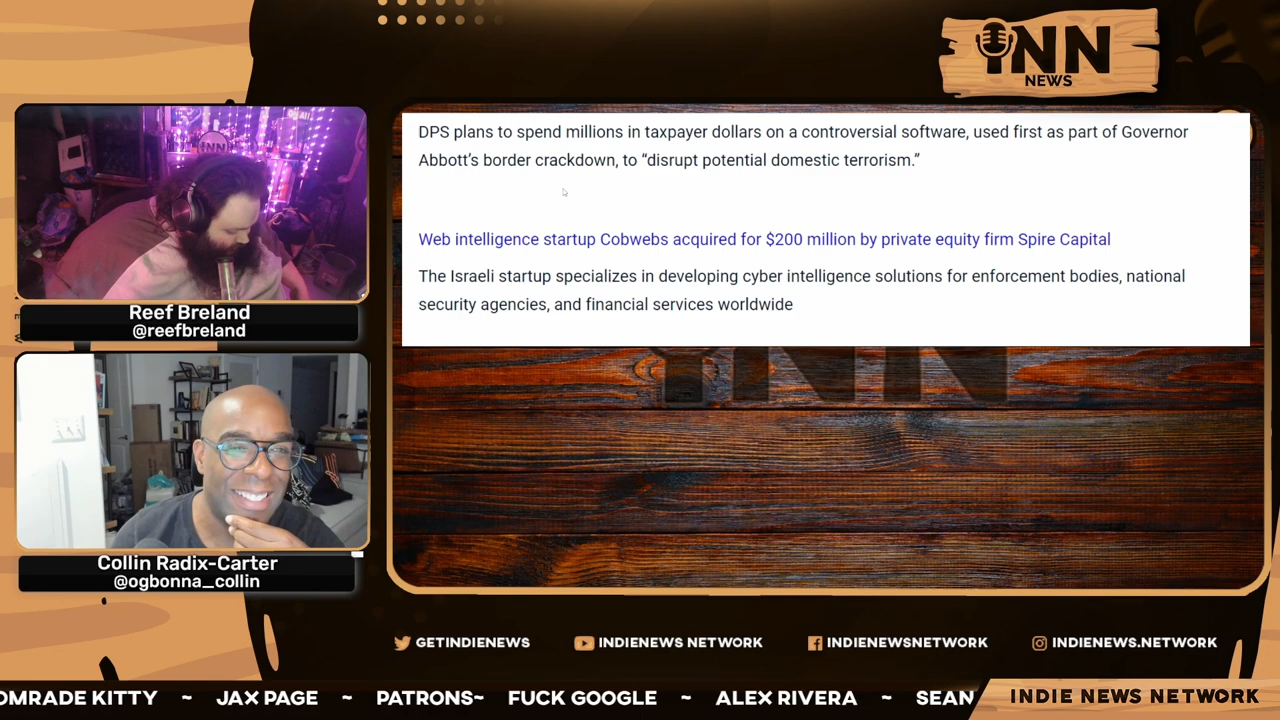 iNN
NEWS
DPS plans to spend millions in taxpayer dollars on a controversial software, used first as part of Governor
Abbott’s border crackdown, to “disrupt potential domestic terrorism.”
Web intelligence startup Cobwebs acquired for $200 million by private equity firm Spire Capital
The Israeli startup specializes in developing cyber intelligence solutions for enforcement bodies, national
security agencies, and financial services worldwide
Reef Breland
@reefbreland
iNN
Collin Radix-Carter
@ogbonna_collin
GETINDIENEWS
INDIENEWS NETWORK
INDIENEWSNETWORK
INDIENEWS.NETWORK
OMRADE KITTY ~ JAX PAGE ~ PATRONS~ FUCK GOOGLE ~ ALEX RIVERA ~ SEAN
INDIE NEWS NETWORK